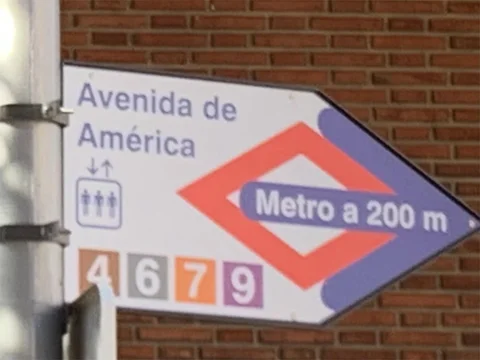 Avenida de
América
Metro a 200 m
4 6 7 9